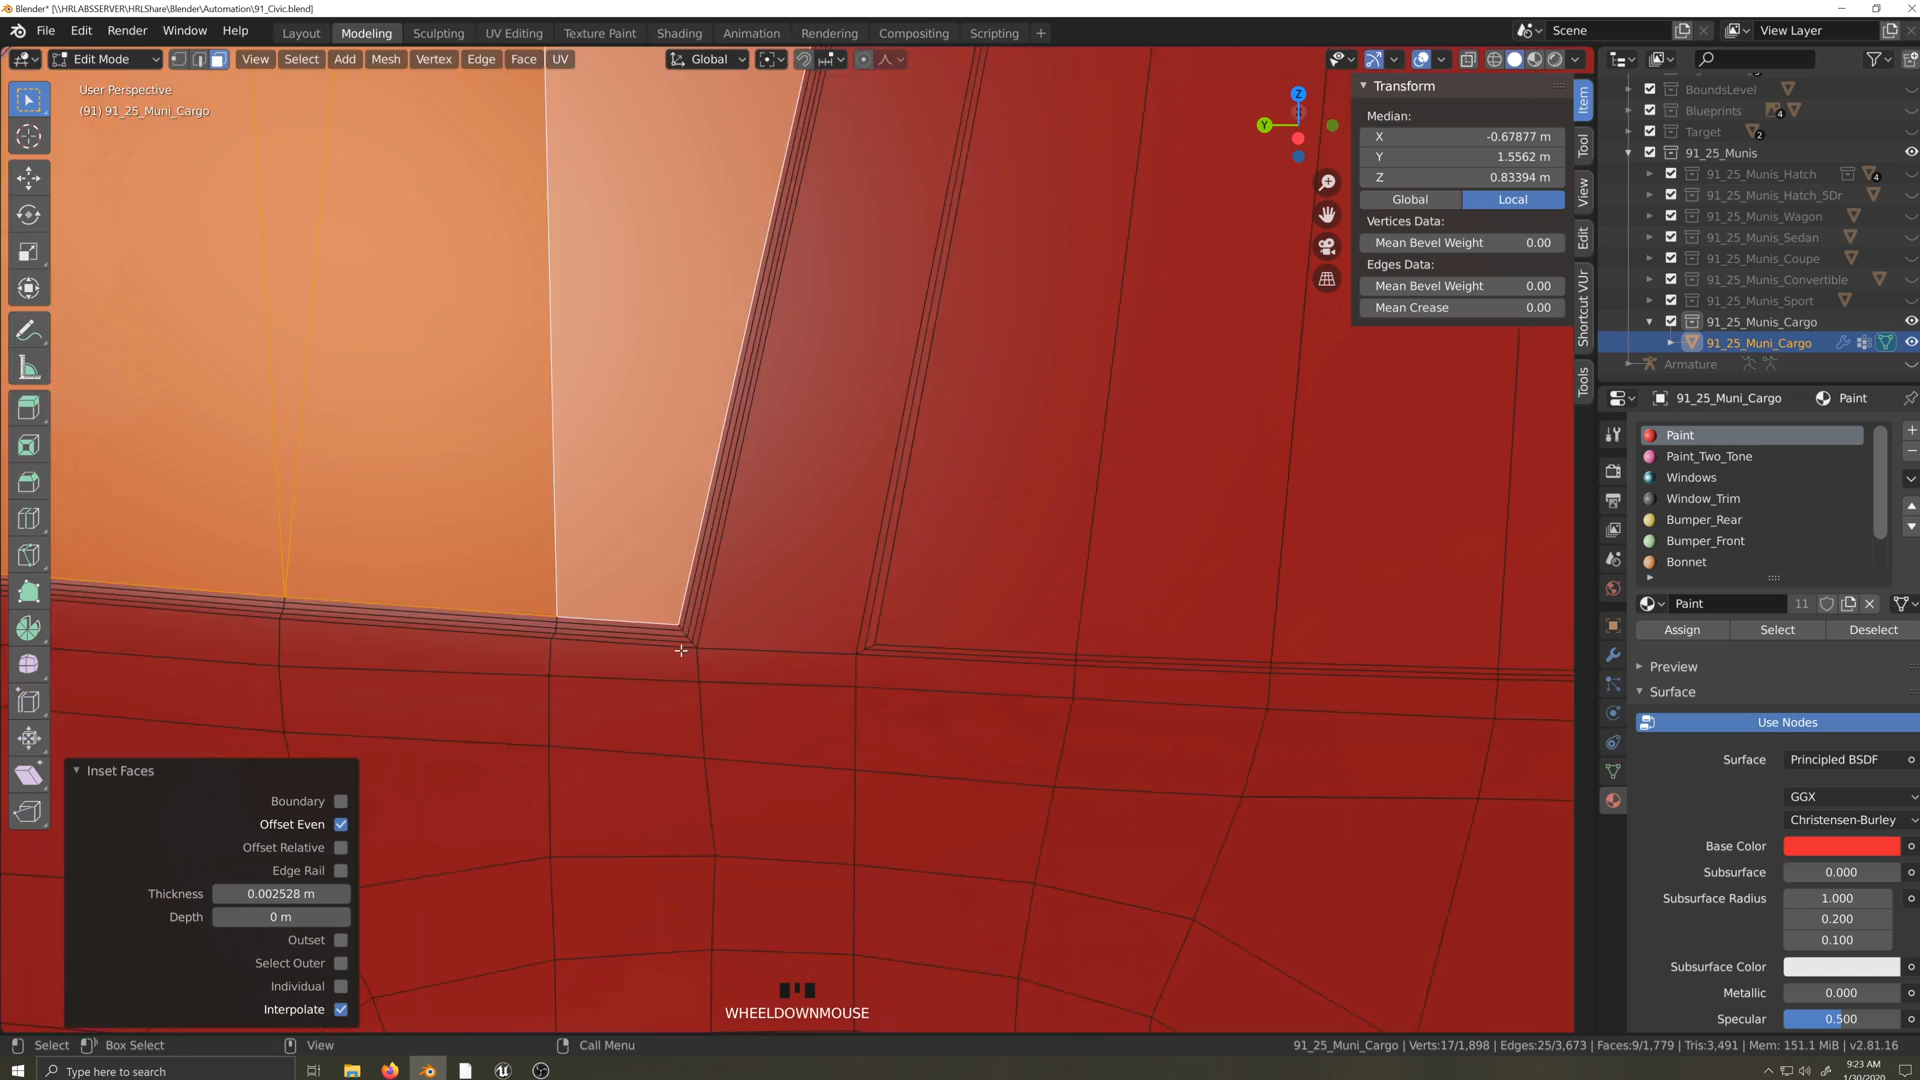 Blender* [\\HRLABSSERVER\HRLShare\Blender\Automation\91_Civic.blend]
File Edit Render Window Help Layout Modeling Sculpting UV Editing Texture Paint Shading Animation Rendering Compositing Scripting + Scene View Layer
Edit Mode View Select Add Mesh Vertex Edge Face UV Global
User Perspective
(91) 91_25_Muni_Cargo
Z
Y
Transform
Median:
X -0.67877 m
Y 1.5562 m
Z 0.83394 m
Global Local
Vertices Data:
Mean Bevel Weight 0.00
Edges Data:
Mean Bevel Weight 0.00
Mean Crease 0.00
Item
Tool
View
Edit
Shortcut VUr
Tools
BoundsLevel
Blueprints 4
Target 2
91_25_Munis
91_25_Munis_Hatch 4
91_25_Munis_Hatch_5Dr
91_25_Munis_Wagon
91_25_Munis_Sedan
91_25_Munis_Coupe
91_25_Munis_Convertible
91_25_Munis_Sport
91_25_Munis_Cargo
91_25_Muni_Cargo
Armature
91_25_Muni_Cargo Paint
Paint
Paint_Two_Tone
Windows
Window_Trim
Bumper_Rear
Bumper_Front
Bonnet
Paint 11
Assign Select Deselect
Preview
Surface
Use Nodes
Surface Principled BSDF
GGX
Christensen-Burley
Base Color
Subsurface 0.000
Subsurface Radius 1.000
0.200
0.100
Subsurface Color
Metallic 0.000
Specular 0.500
Inset Faces
Boundary
Offset Even
Offset Relative
Edge Rail
Thickness 0.002528 m
Depth 0 m
Outset
Select Outer
Individual
Interpolate
WHEELDOWNMOUSE
Select Box Select View Call Menu 91_25_Muni_Cargo | Verts:17/1,898 | Edges:25/3,673 | Faces:9/1,779 | Tris:3,491 | Mem: 151.1 MiB | v2.81.16
Type here to search
9:23 AM
1/30/2020